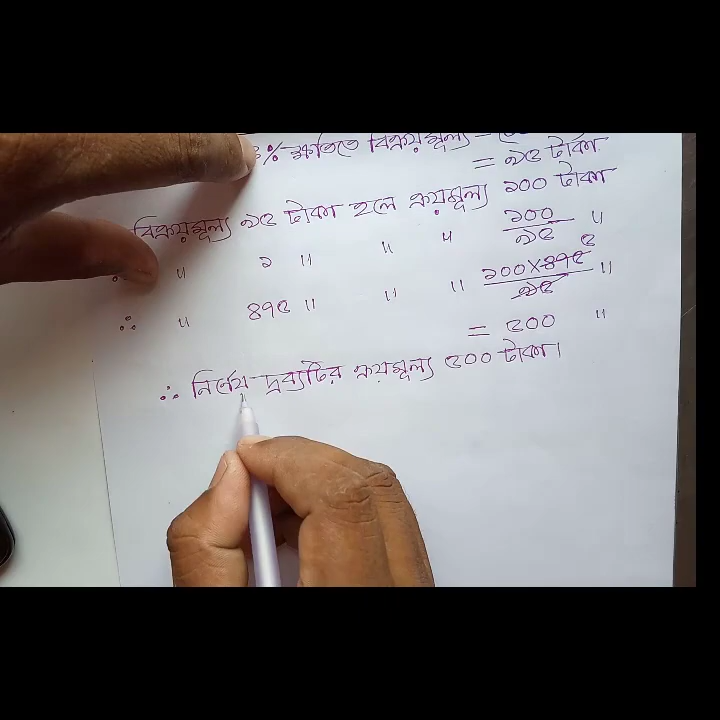 % ক্ষতিতে বিক্রয়মূল্য =
= ৯৫ টাকা
বিক্রয়মূল্য ৯৫ টাকা হলে ক্রয়মূল্য ১০০ টাকা
∴ " ১ " " " ১০০/৯৫ "
∴ " ৪৭৫ " " " ১০০×৪৭৫/৯৫ ৫ "
= ৫০০ "
∴ নির্ণেয় দ্রব্যটির ক্রয়মূল্য ৫০০ টাকা।